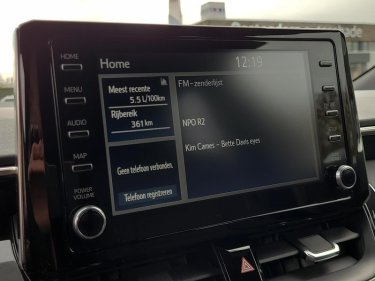 HOME
MENU
AUDIO
MAP
POWER
VOLUME
Home
12:19
Meest recente
5.5 L/100km
Rijbereik
361 km
Geen telefoon verbonden.
Telefoon registreren
FM-zenderlijst
NPO R2
Kim Carnes - Bette Davis eyes